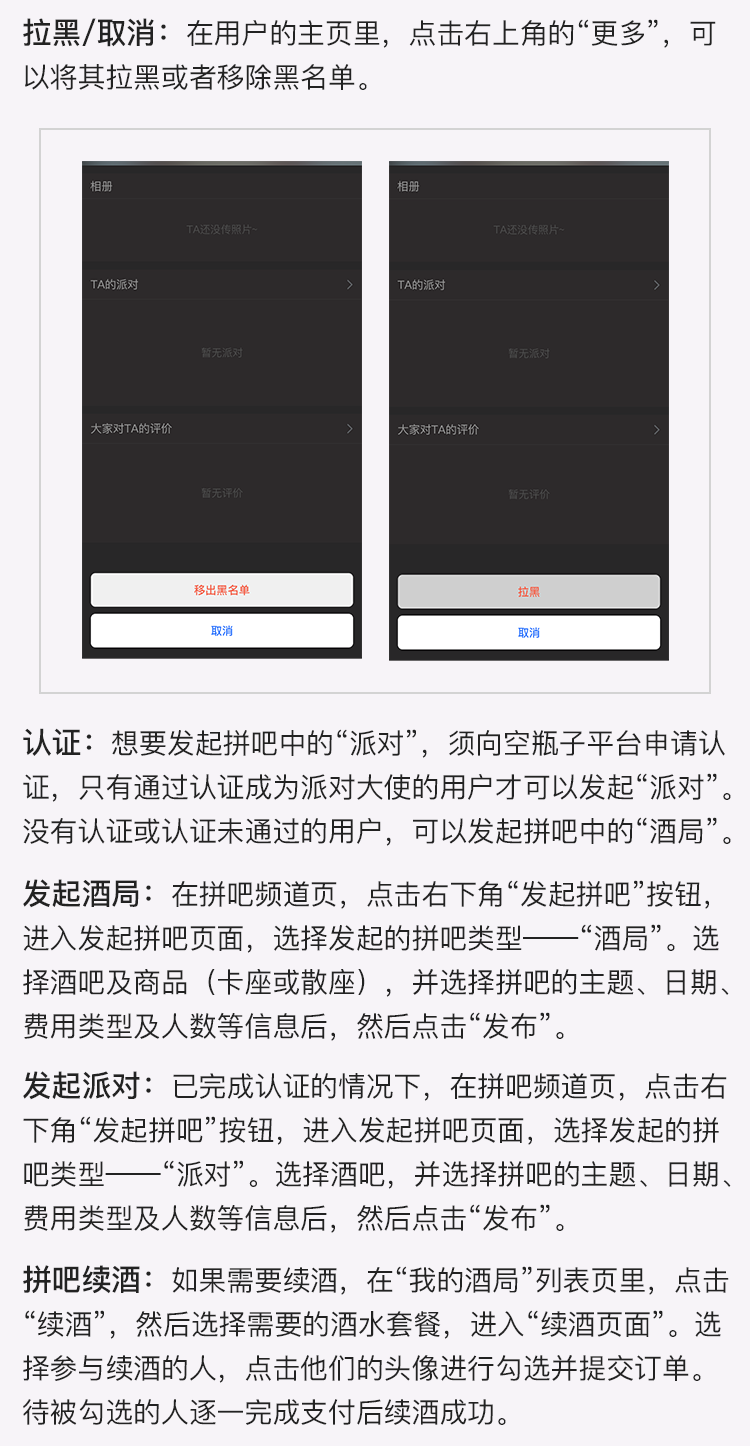 拉黑/取消：在用户的主页里，点击右上角的“更多”，可
以将其拉黑或者移除黑名单。
相册
TA还没传照片~
TA的派对
暂无派对
大家对TA的评价
暂无评价
移出黑名单
取消
相册
TA还没传照片~
TA的派对
暂无派对
大家对TA的评价
暂无评价
拉黑
取消
认证：想要发起拼吧中的“派对”，须向空瓶子平台申请认
证，只有通过认证成为派对大使的用户才可以发起“派对”。
没有认证或认证未通过的用户，可以发起拼吧中的“酒局”。
发起酒局：在拼吧频道页，点击右下角“发起拼吧”按钮，
进入发起拼吧页面，选择发起的拼吧类型——“酒局”。选
择酒吧及商品（卡座或散座），并选择拼吧的主题、日期、
费用类型及人数等信息后，然后点击“发布”。
发起派对：已完成认证的情况下，在拼吧频道页，点击右
下角“发起拼吧”按钮，进入发起拼吧页面，选择发起的拼
吧类型——“派对”。选择酒吧，并选择拼吧的主题、日期、
费用类型及人数等信息后，然后点击“发布”。
拼吧续酒：如果需要续酒，在“我的酒局”列表页里，点击
“续酒”，然后选择需要的酒水套餐，进入“续酒页面”。选
择参与续酒的人，点击他们的头像进行勾选并提交订单。
待被勾选的人逐一完成支付后续酒成功。